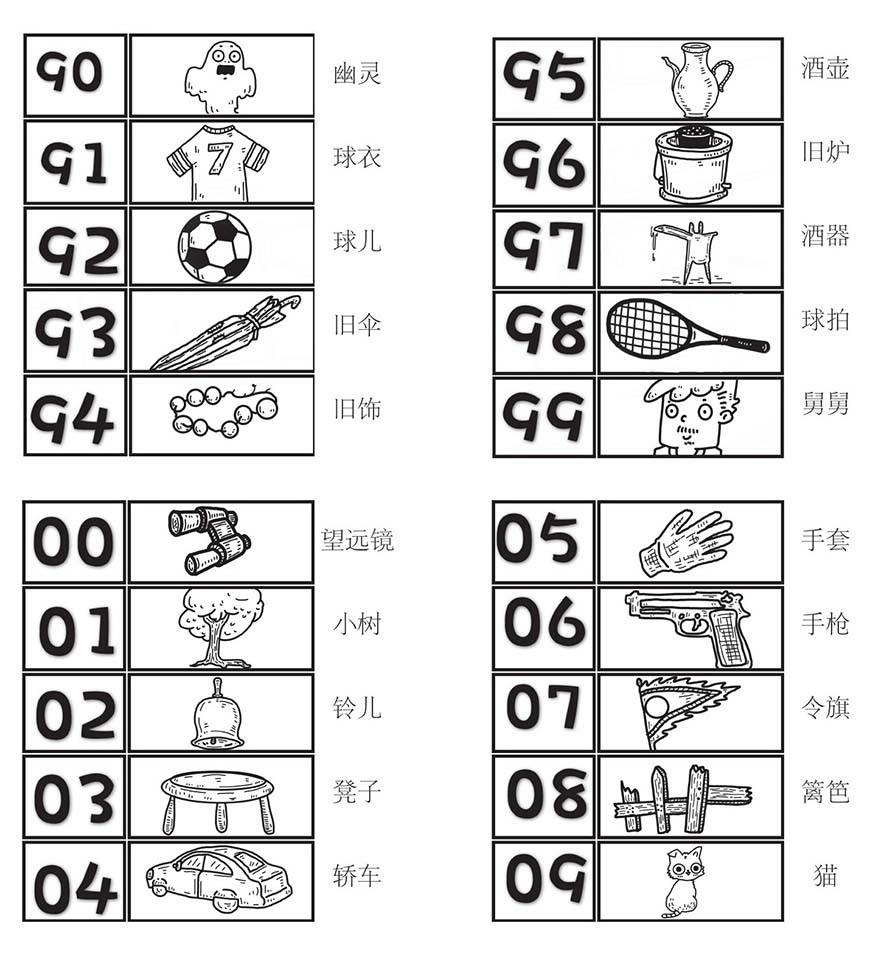 90 幽灵
91 球衣
7
92 球儿
93 旧伞
94 旧饰
95 酒壶
96 旧炉
97 酒器
98 球拍
99 舅舅
00 望远镜
01 小树
02 铃儿
03 凳子
04 轿车
05 手套
06 手枪
07 令旗
08 篱笆
09 猫